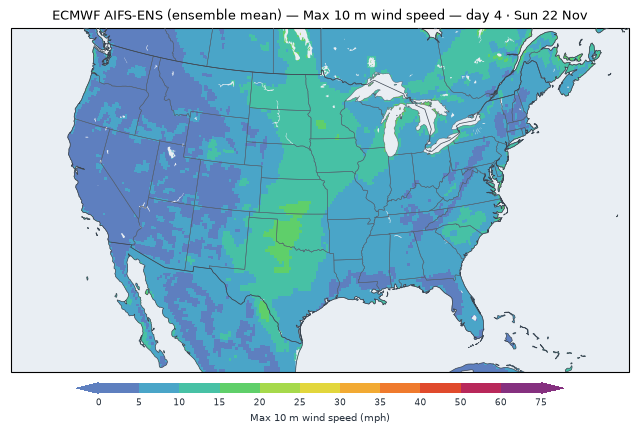 ECMWF AIFS-ENS (ensemble mean) — Max 10 m wind speed — day 4 · Sun 22 Nov
0 5 10 15 20 25 30 35 40 50 60 75
Max 10 m wind speed (mph)